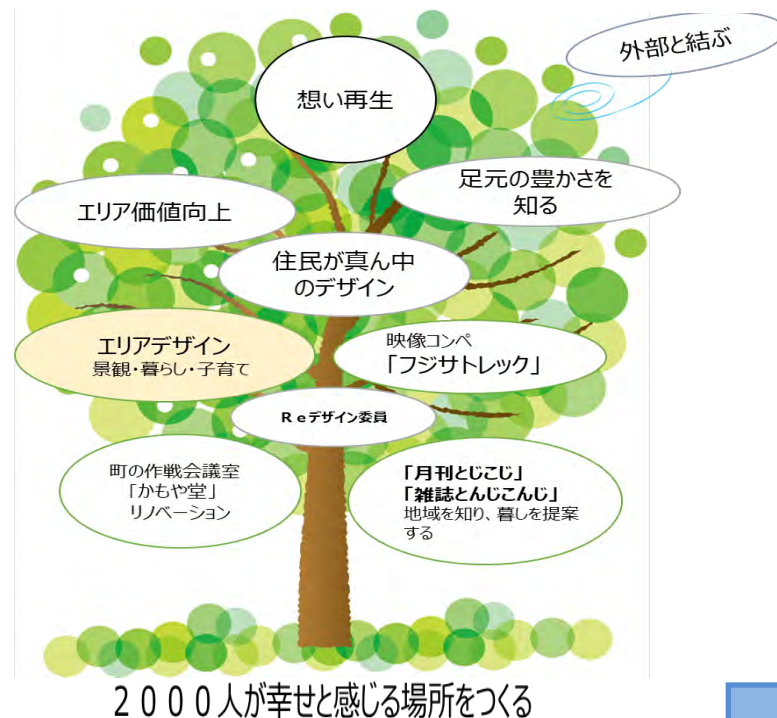 外部と結ぶ
想い再生
足元の豊かさを
知る
エリア価値向上
住民が真ん中
のデザイン
エリアデザイン
景観・暮らし・子育て
映像コンペ
「フジサトレック」
Ｒｅデザイン委員
町の作戦会議室
「かもや堂」
リノベーション
「月刊とじこじ」
「雑誌とんじこんじ」
地域を知り、暮しを提案
する
２０００人が幸せと感じる場所をつくる